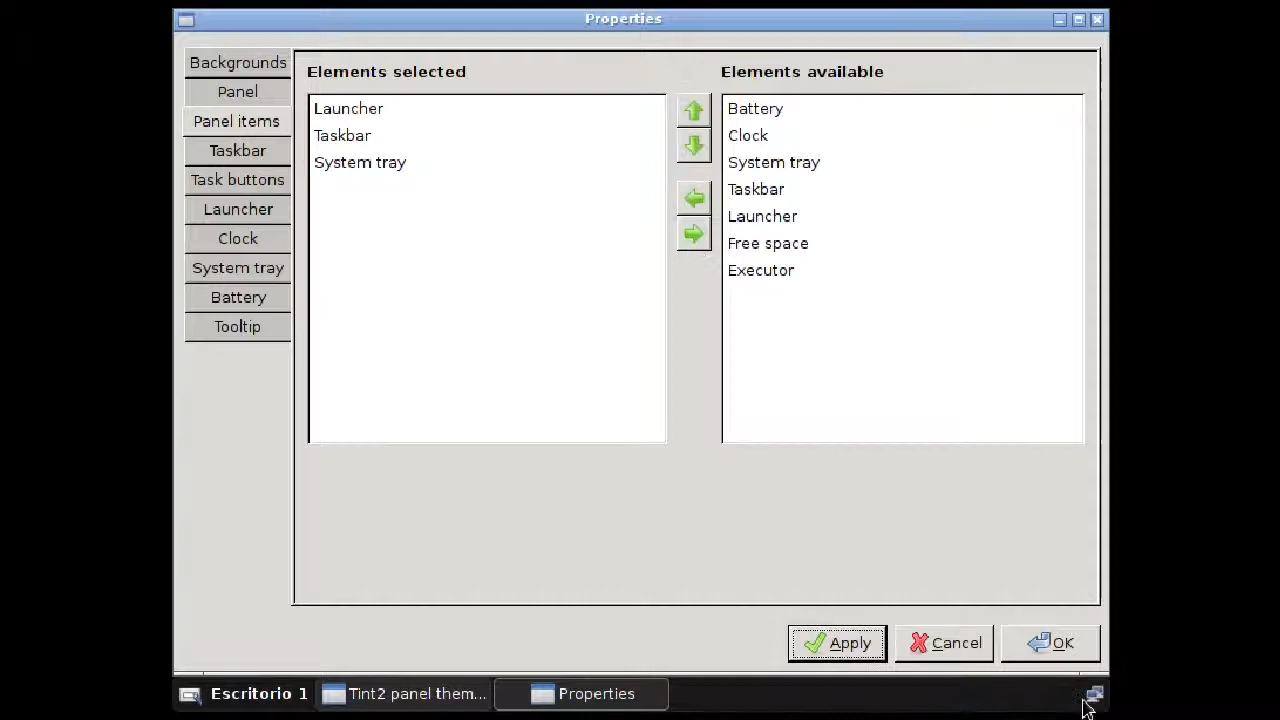 Properties
Backgrounds
Panel
Panel items
Taskbar
Task buttons
Launcher
Clock
System tray
Battery
Tooltip
Elements selected
Launcher
Taskbar
System tray
Elements available
Battery
Clock
System tray
Taskbar
Launcher
Free space
Executor
Apply
Cancel
OK
Escritorio 1
Tint2 panel them...
Properties